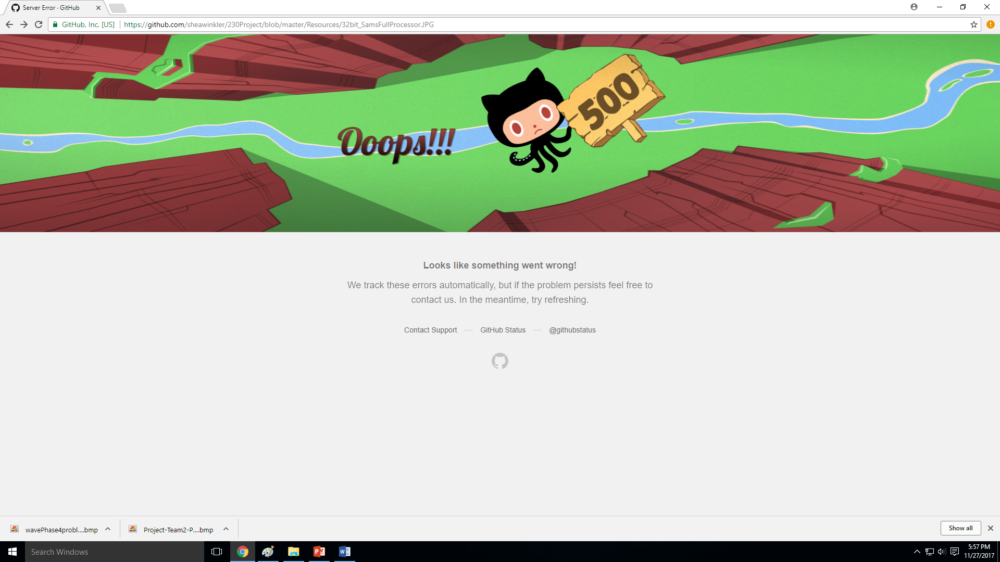 Server Error · GitHub
GitHub, Inc. [US]
https://github.com/sheawinkler/230Project/blob/master/Resources/32bit_SamsFullProcessor.JPG
500
Ooops!!!
Looks like something went wrong!
We track these errors automatically, but if the problem persists feel free to
contact us. In the meantime, try refreshing.
Contact Support — GitHub Status — @githubstatus
wavePhase4probl....bmp
Project-Team2-P....bmp
Show all
Search Windows
5:57 PM
11/27/2017